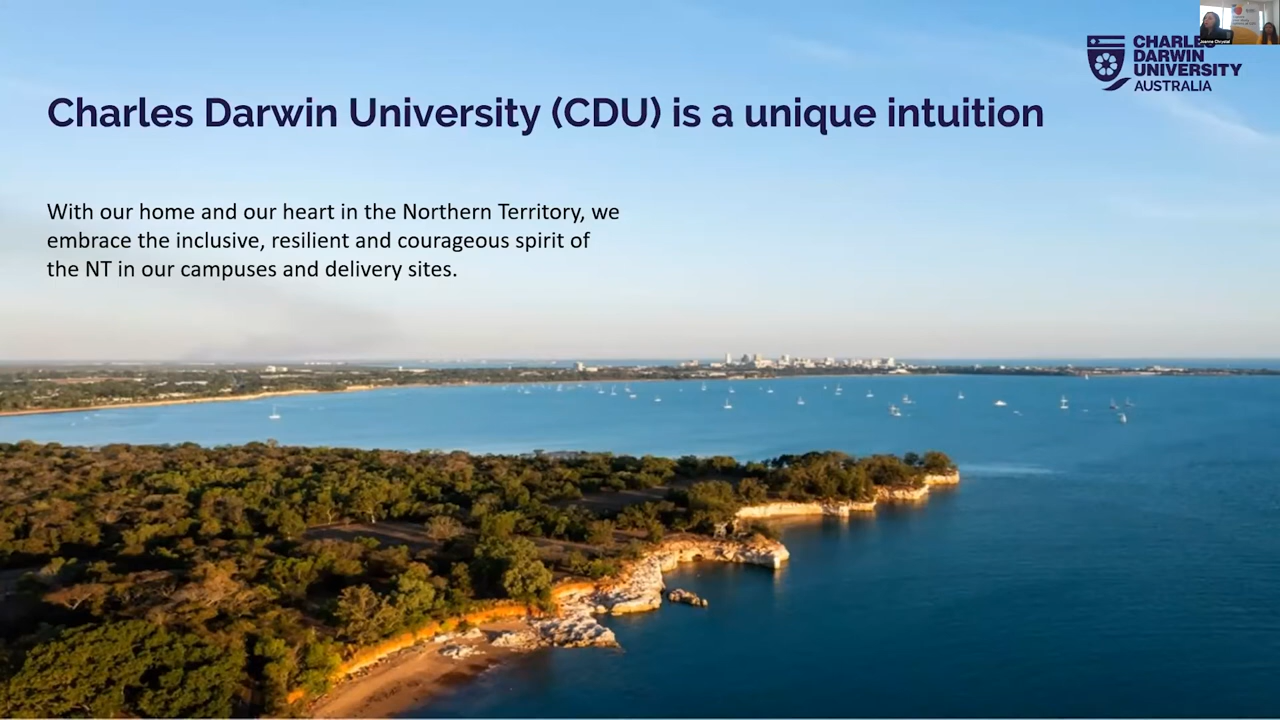 Charles Darwin University (CDU) is a unique intuition
CHARLES
DARWIN
UNIVERSITY
AUSTRALIA
With our home and our heart in the Northern Territory, we
embrace the inclusive, resilient and courageous spirit of
the NT in our campuses and delivery sites.